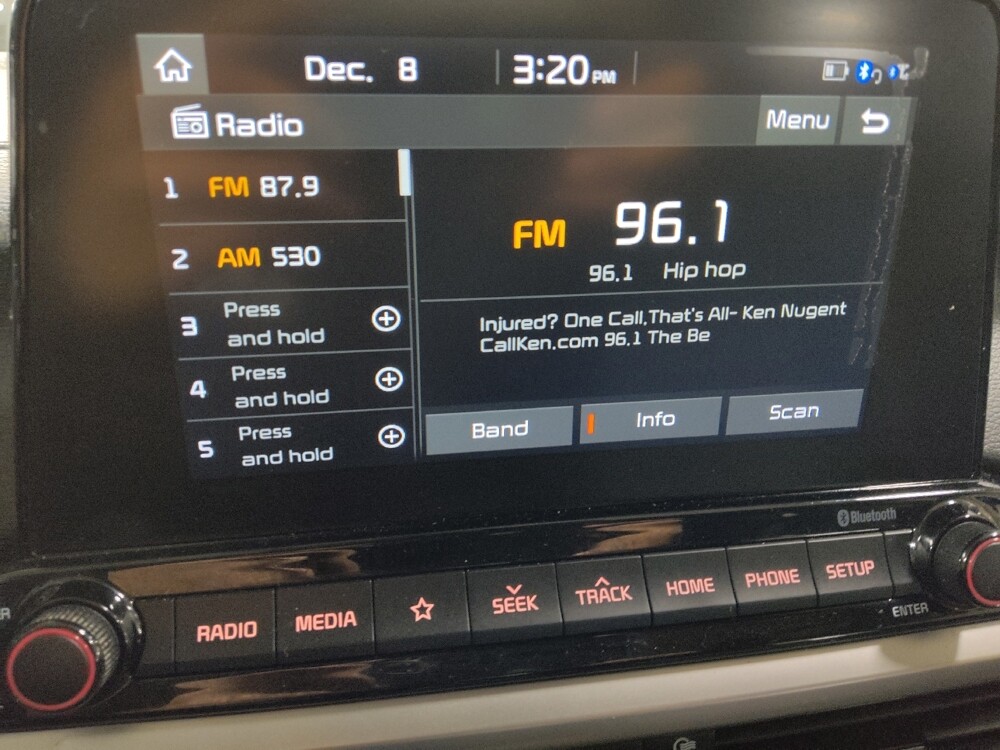 Dec. 8 3:20 PM
Radio Menu
1 FM 87.9
2 AM 530
3 Press
and hold
4 Press
and hold
5 Press
and hold
FM 96.1
96.1 Hip hop
Injured? One Call,That's All- Ken Nugent
CallKen.com 96.1 The Be
Band Info Scan
Bluetooth
RADIO MEDIA SEEK TRACK HOME PHONE SETUP
ENTER